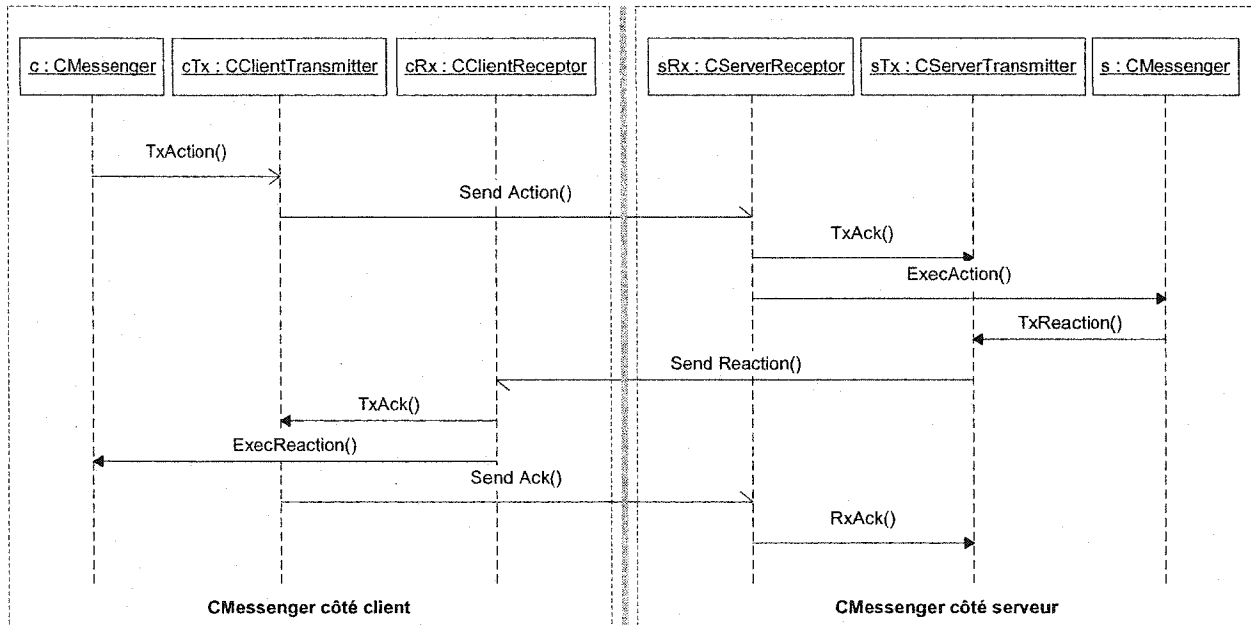 c : CMessenger
cTx : CClientTransmitter
cRx : CClientReceptor
sRx : CServerReceptor
sTx : CServerTransmitter
s : CMessenger
TxAction()
Send Action()
TxAck()
ExecAction()
TxReaction()
Send Reaction()
TxAck()
ExecReaction()
Send Ack()
RxAck()
CMessenger côté client
CMessenger côté serveur